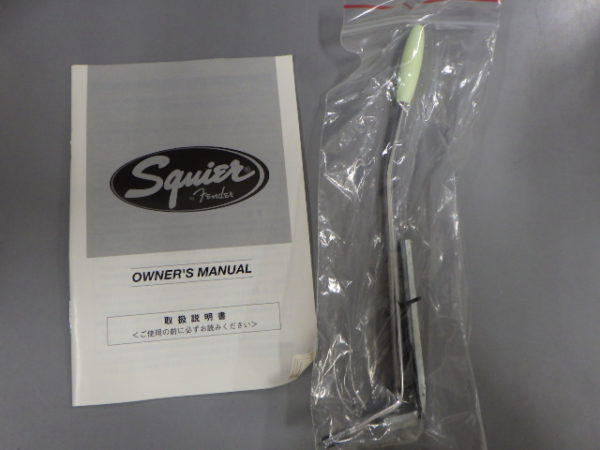 Squier®
by Fender
OWNER'S MANUAL
取扱説明書
＜ご使用の前に必ずお読みください＞